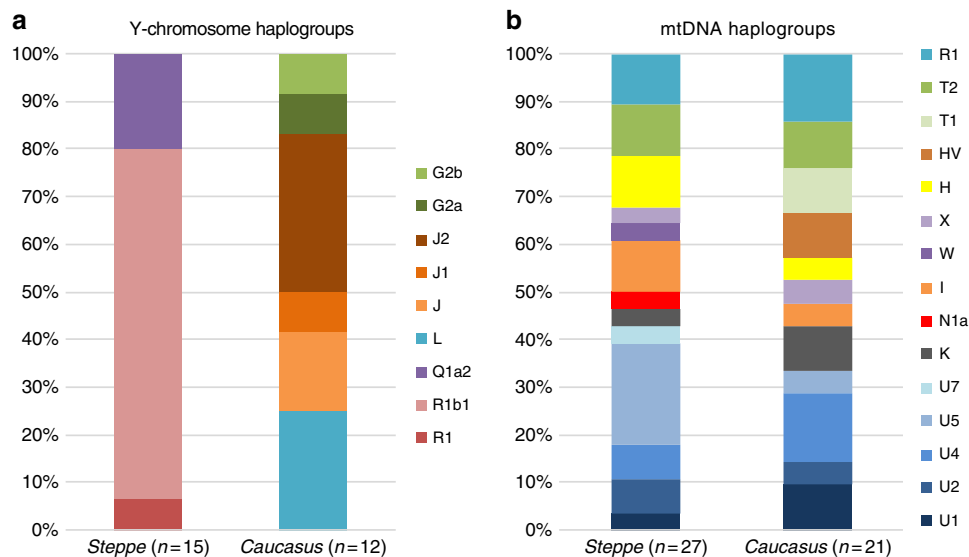 a
Y-chromosome haplogroups
100%
90%
80%
70%
60%
50%
40%
30%
20%
10%
0%
Steppe (n=15)
Caucasus (n=12)
G2b
G2a
J2
J1
J
L
Q1a2
R1b1
R1
b
mtDNA haplogroups
100%
90%
80%
70%
60%
50%
40%
30%
20%
10%
0%
Steppe (n=27)
Caucasus (n=21)
R1
T2
T1
HV
H
X
W
I
N1a
K
U7
U5
U4
U2
U1